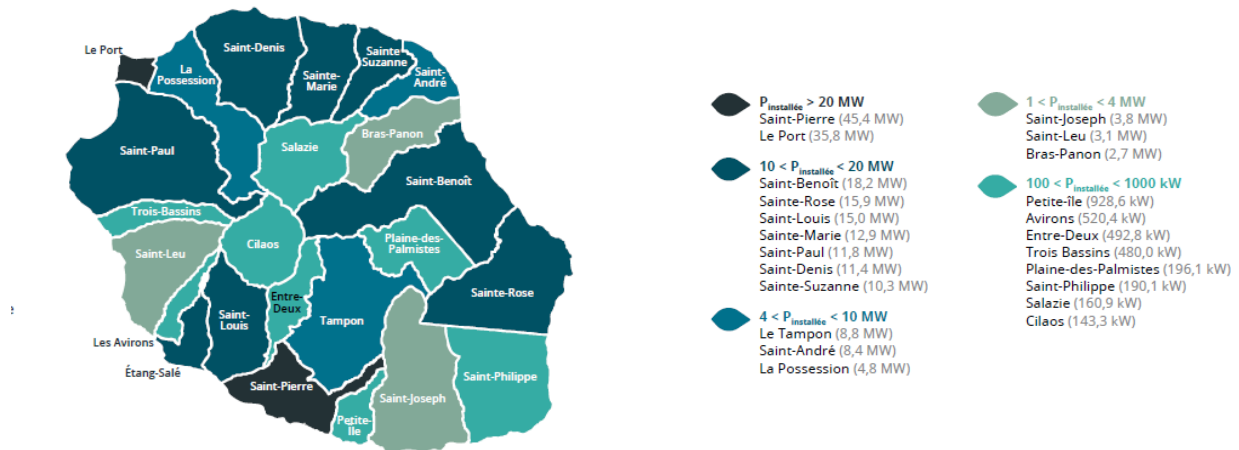 Le Port
La
Possession
Saint-Denis
Sainte-
Marie
Sainte-
Suzanne
Saint-
André
Saint-Paul
Salazie
Bras-Panon
Saint-Benoît
Trois-Bassins
Saint-Leu
Cilaos
Plaine-des-
Palmistes
Sainte-Rose
Entre-
Deux
Saint-
Louis
Tampon
Les Avirons
Étang-Salé
Saint-Pierre
Petite-
Ile
Saint-Joseph
Saint-Philippe
e
P installée > 20 MW
Saint-Pierre (45,4 MW)
Le Port (35,8 MW)
10 < P installée < 20 MW
Saint-Benoît (18,2 MW)
Sainte-Rose (15,9 MW)
Saint-Louis (15,0 MW)
Sainte-Marie (12,9 MW)
Saint-Paul (11,8 MW)
Saint-Denis (11,4 MW)
Sainte-Suzanne (10,3 MW)
4 < P installée < 10 MW
Le Tampon (8,8 MW)
Saint-André (8,4 MW)
La Possession (4,8 MW)
1 < P installée < 4 MW
Saint-Joseph (3,8 MW)
Saint-Leu (3,1 MW)
Bras-Panon (2,7 MW)
100 < P installée < 1000 kW
Petite-île (928,6 kW)
Avirons (520,4 kW)
Entre-Deux (492,8 kW)
Trois Bassins (480,0 kW)
Plaine-des-Palmistes (196,1 kW)
Saint-Philippe (190,1 kW)
Salazie (160,9 kW)
Cilaos (143,3 kW)